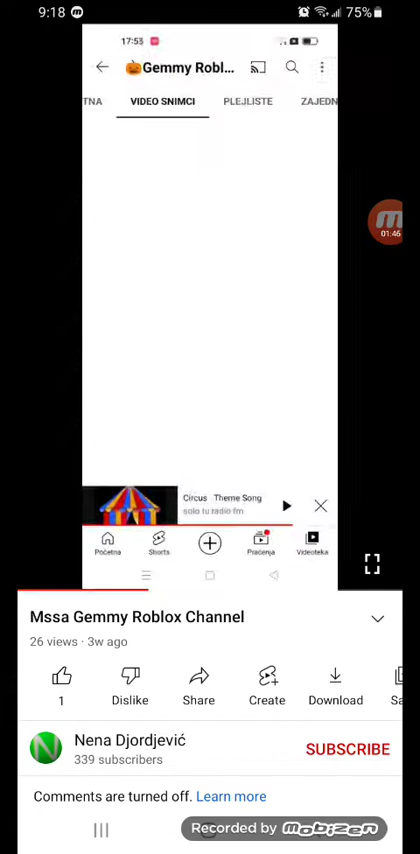 9:18
75%
17:53
🎃Gemmy Robl...
TNA VIDEO SNIMCI PLEJLISTE ZAJEDN
01:46
Circus Theme Song
solo tu radio fm
Početna Shorts Praćenja Videoteka
Mssa Gemmy Roblox Channel
26 views · 3w ago
1 Dislike Share Create Download Sa
Nena Djordjević
339 subscribers
SUBSCRIBE
Comments are turned off. Learn more
Recorded by mobizen